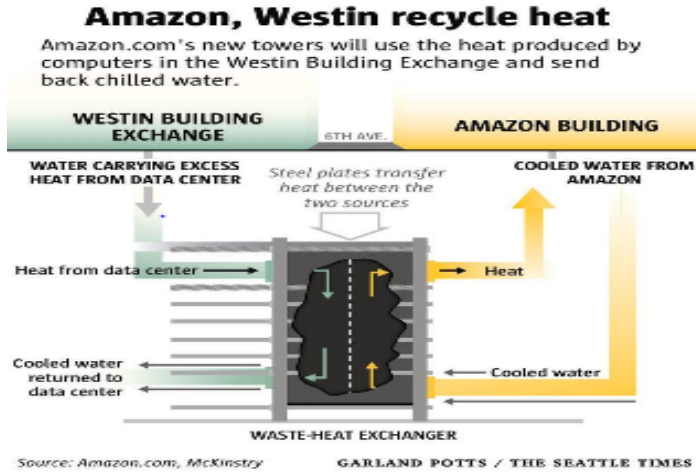 Amazon, Westin recycle heat
Amazon.com's new towers will use the heat produced by
computers in the Westin Building Exchange and send
back chilled water.
WESTIN BUILDING
EXCHANGE
6TH AVE.
AMAZON BUILDING
WATER CARRYING EXCESS
HEAT FROM DATA CENTER
Steel plates transfer
heat between the
two sources
COOLED WATER FROM
AMAZON
Heat from data center
Heat
Cooled water
returned to
data center
Cooled water
WASTE-HEAT EXCHANGER
Source: Amazon.com, McKinstry
GARLAND POTTS / THE SEATTLE TIMES